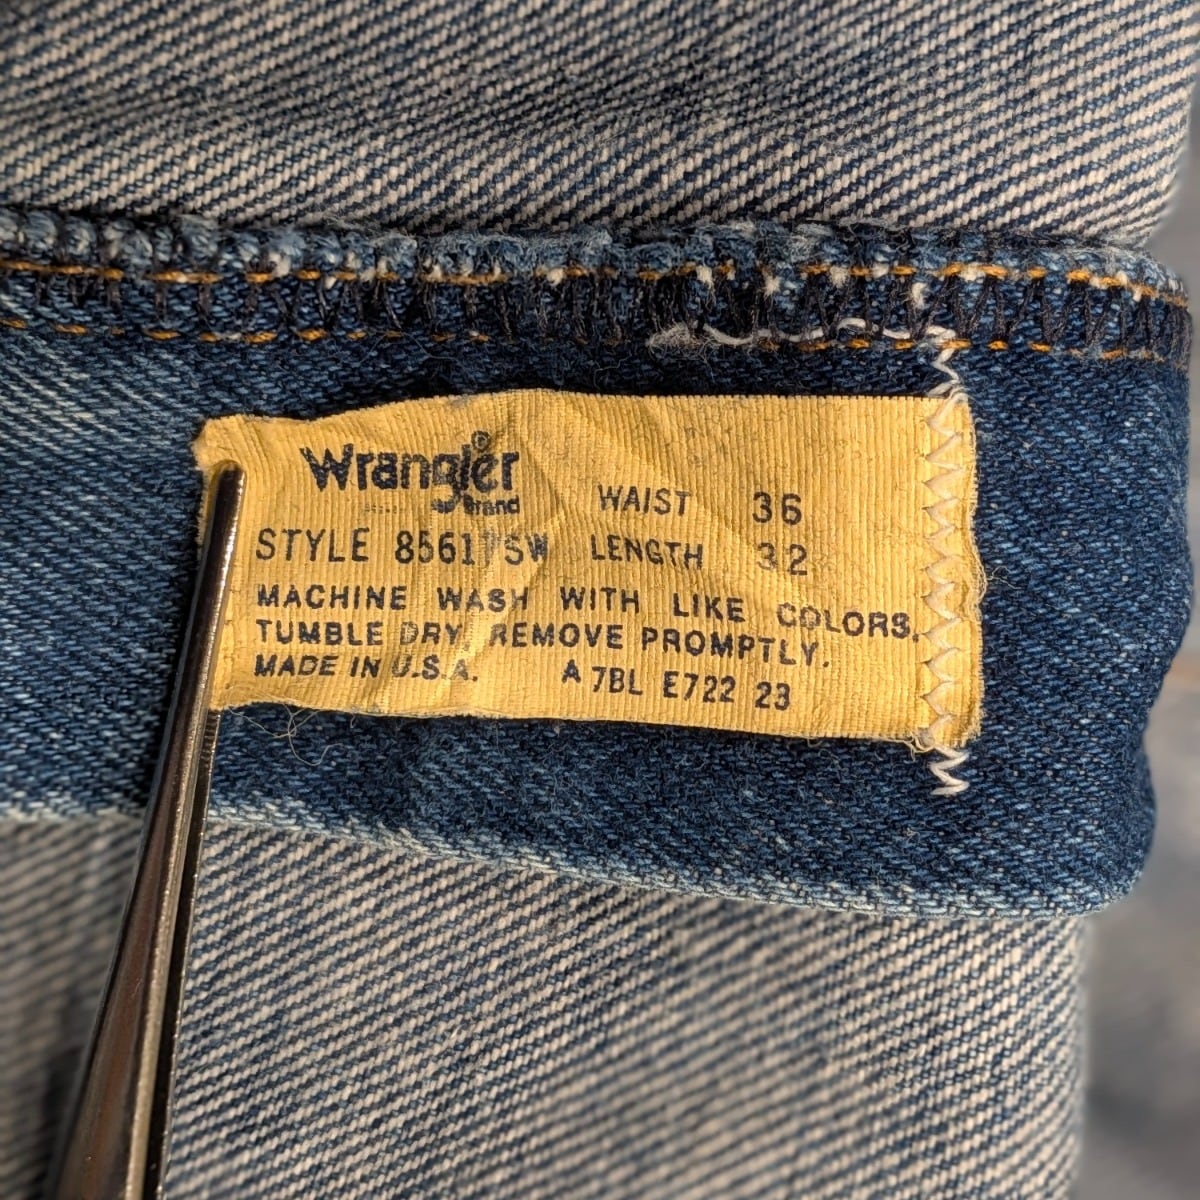 Wrangler®
Brand
WAIST 36
STYLE 85617SW LENGTH 32
MACHINE WASH WITH LIKE COLORS.
TUMBLE DRY, REMOVE PROMPTLY.
MADE IN U.S.A. A 7BL E722 23